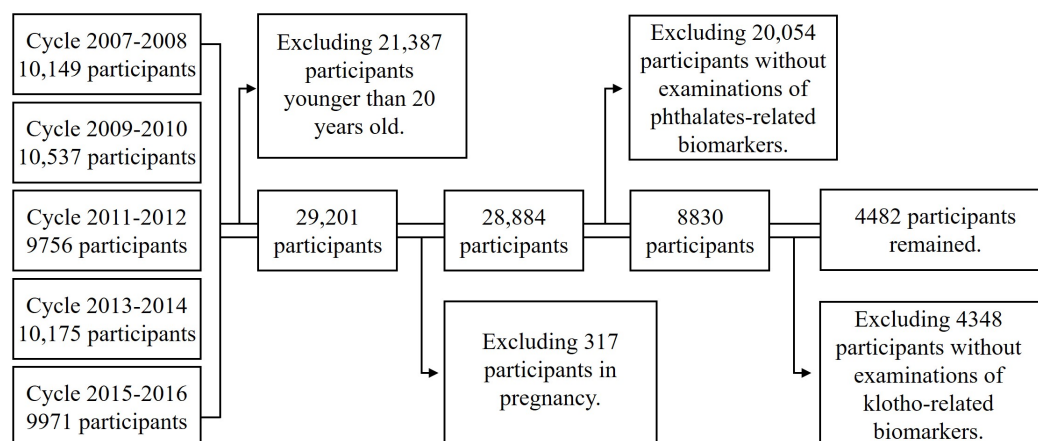 Cycle 2007-2008
10,149 participants
Cycle 2009-2010
10,537 participants
Cycle 2011-2012
9756 participants
Cycle 2013-2014
10,175 participants
Cycle 2015-2016
9971 participants
Excluding 21,387
participants
younger than 20
years old.
29,201
participants
Excluding 317
participants in
pregnancy.
28,884
participants
Excluding 20,054
participants without
examinations of
phthalates-related
biomarkers.
8830
participants
Excluding 4348
participants without
examinations of
klotho-related
biomarkers.
4482 participants
remained.